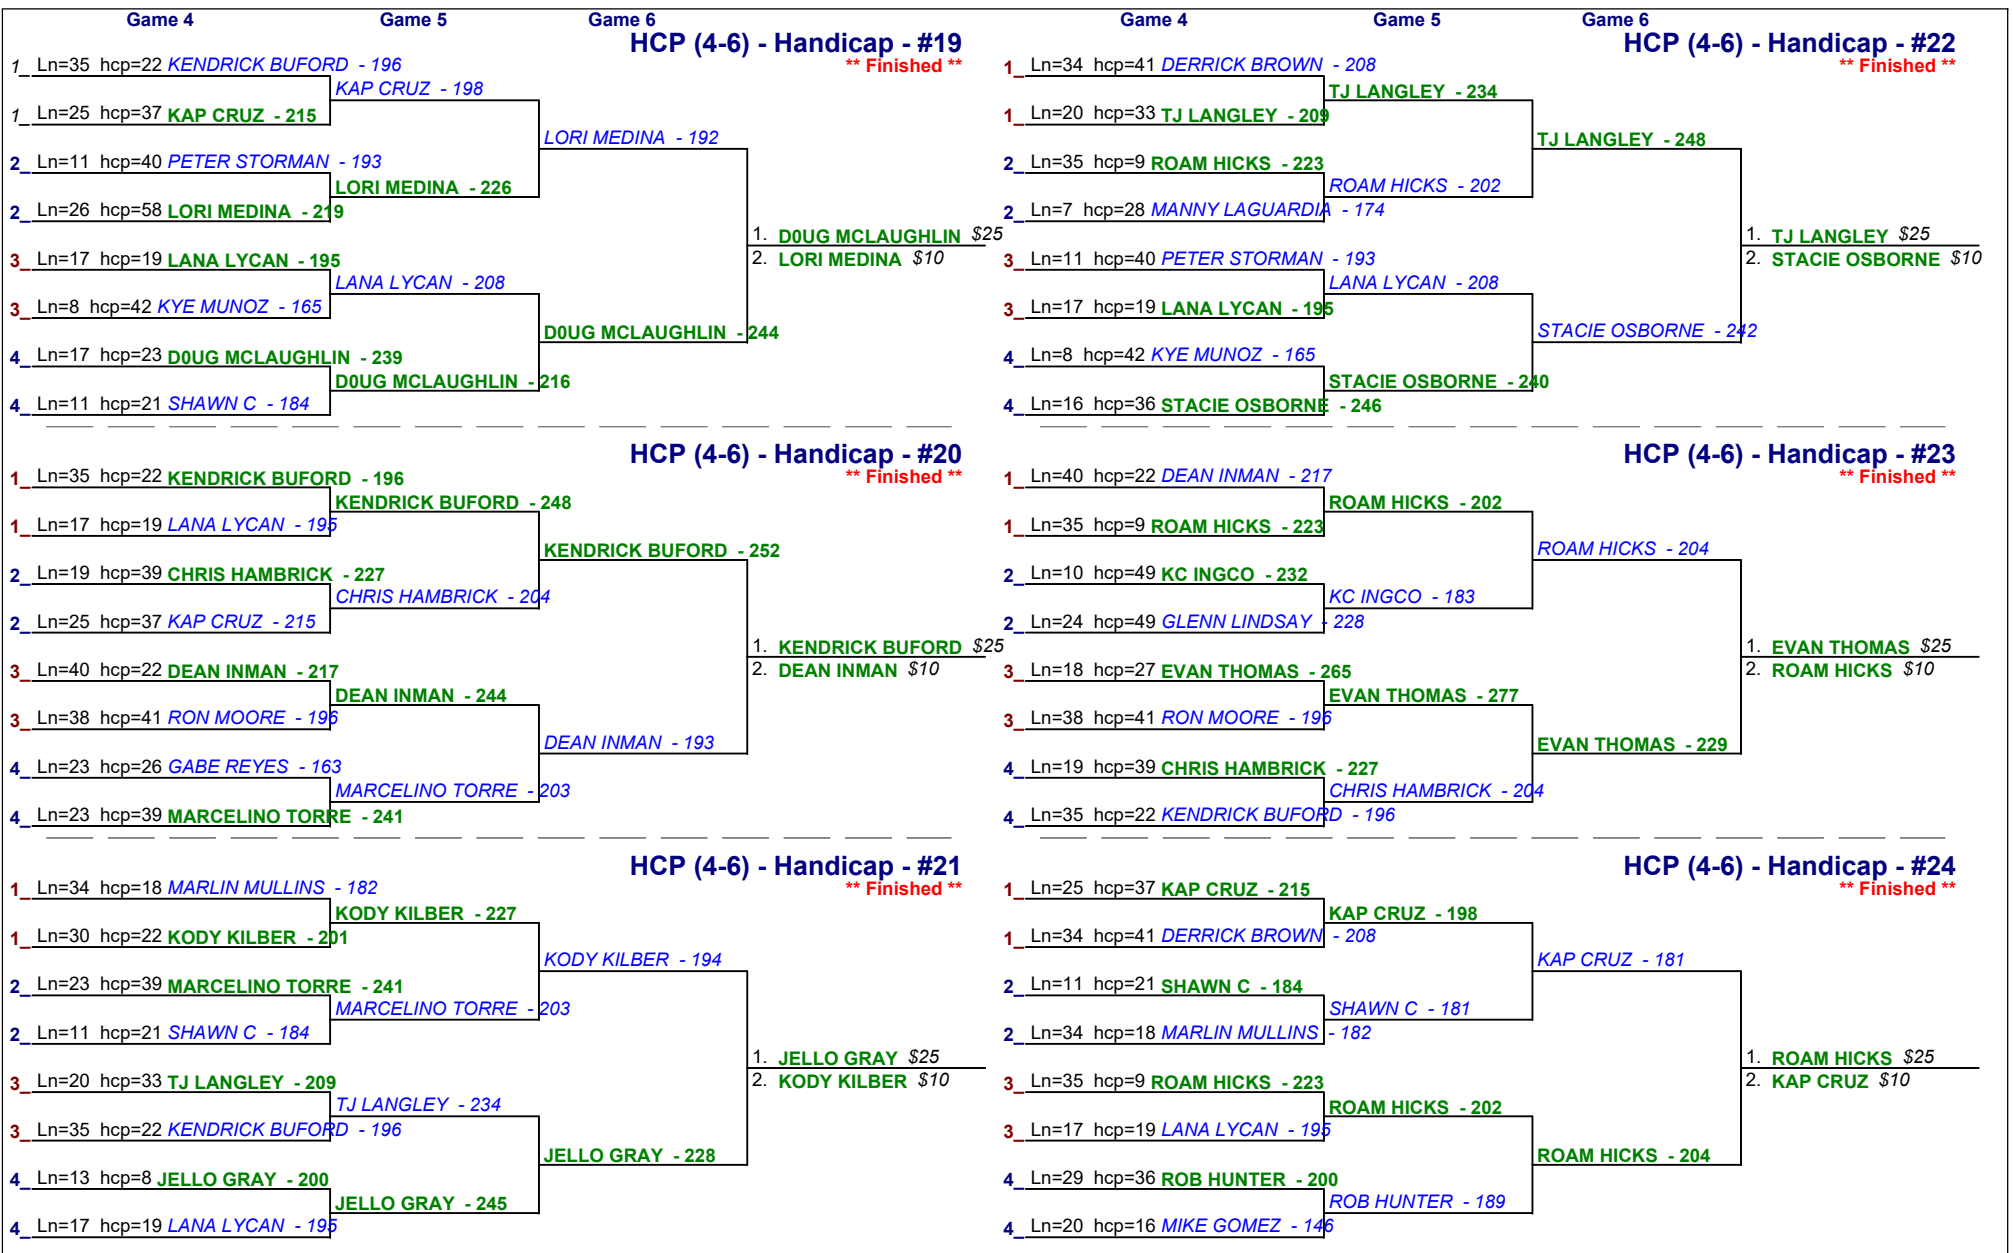 Game 4 Game 5 Game 6
HCP (4-6) - Handicap - #19
** Finished **
1_ Ln=35 hcp=22 KENDRICK BUFORD - 196
KAP CRUZ - 198
1_ Ln=25 hcp=37 KAP CRUZ - 215
LORI MEDINA - 192
2_ Ln=11 hcp=40 PETER STORMAN - 193
LORI MEDINA - 226
2_ Ln=26 hcp=58 LORI MEDINA - 219
1. D0UG MCLAUGHLIN $25
2. LORI MEDINA $10
3_ Ln=17 hcp=19 LANA LYCAN - 195
LANA LYCAN - 208
3_ Ln=8 hcp=42 KYE MUNOZ - 165
D0UG MCLAUGHLIN - 244
4_ Ln=17 hcp=23 D0UG MCLAUGHLIN - 239
D0UG MCLAUGHLIN - 216
4_ Ln=11 hcp=21 SHAWN C - 184
HCP (4-6) - Handicap - #20
** Finished **
1_ Ln=35 hcp=22 KENDRICK BUFORD - 196
KENDRICK BUFORD - 248
1_ Ln=17 hcp=19 LANA LYCAN - 195
KENDRICK BUFORD - 252
2_ Ln=19 hcp=39 CHRIS HAMBRICK - 227
CHRIS HAMBRICK - 204
2_ Ln=25 hcp=37 KAP CRUZ - 215
1. KENDRICK BUFORD $25
2. DEAN INMAN $10
3_ Ln=40 hcp=22 DEAN INMAN - 217
DEAN INMAN - 244
3_ Ln=38 hcp=41 RON MOORE - 196
DEAN INMAN - 193
4_ Ln=23 hcp=26 GABE REYES - 163
MARCELINO TORRE - 203
4_ Ln=23 hcp=39 MARCELINO TORRE - 241
HCP (4-6) - Handicap - #21
** Finished **
1_ Ln=34 hcp=18 MARLIN MULLINS - 182
KODY KILBER - 227
1_ Ln=30 hcp=22 KODY KILBER - 201
KODY KILBER - 194
2_ Ln=23 hcp=39 MARCELINO TORRE - 241
MARCELINO TORRE - 203
2_ Ln=11 hcp=21 SHAWN C - 184
1. JELLO GRAY $25
2. KODY KILBER $10
3_ Ln=20 hcp=33 TJ LANGLEY - 209
TJ LANGLEY - 234
3_ Ln=35 hcp=22 KENDRICK BUFORD - 196
JELLO GRAY - 228
4_ Ln=13 hcp=8 JELLO GRAY - 200
JELLO GRAY - 245
4_ Ln=17 hcp=19 LANA LYCAN - 195
Game 4 Game 5 Game 6
HCP (4-6) - Handicap - #22
** Finished **
1_ Ln=34 hcp=41 DERRICK BROWN - 208
TJ LANGLEY - 234
1_ Ln=20 hcp=33 TJ LANGLEY - 209
TJ LANGLEY - 248
2_ Ln=35 hcp=9 ROAM HICKS - 223
ROAM HICKS - 202
2_ Ln=7 hcp=28 MANNY LAGUARDIA - 174
1. TJ LANGLEY $25
2. STACIE OSBORNE $10
3_ Ln=11 hcp=40 PETER STORMAN - 193
LANA LYCAN - 208
3_ Ln=17 hcp=19 LANA LYCAN - 195
STACIE OSBORNE - 242
4_ Ln=8 hcp=42 KYE MUNOZ - 165
STACIE OSBORNE - 240
4_ Ln=16 hcp=36 STACIE OSBORNE - 246
HCP (4-6) - Handicap - #23
** Finished **
1_ Ln=40 hcp=22 DEAN INMAN - 217
ROAM HICKS - 202
1_ Ln=35 hcp=9 ROAM HICKS - 223
ROAM HICKS - 204
2_ Ln=10 hcp=49 KC INGCO - 232
KC INGCO - 183
2_ Ln=24 hcp=49 GLENN LINDSAY - 228
1. EVAN THOMAS $25
2. ROAM HICKS $10
3_ Ln=18 hcp=27 EVAN THOMAS - 265
EVAN THOMAS - 277
3_ Ln=38 hcp=41 RON MOORE - 196
EVAN THOMAS - 229
4_ Ln=19 hcp=39 CHRIS HAMBRICK - 227
CHRIS HAMBRICK - 204
4_ Ln=35 hcp=22 KENDRICK BUFORD - 196
HCP (4-6) - Handicap - #24
** Finished **
1_ Ln=25 hcp=37 KAP CRUZ - 215
KAP CRUZ - 198
1_ Ln=34 hcp=41 DERRICK BROWN - 208
KAP CRUZ - 181
2_ Ln=11 hcp=21 SHAWN C - 184
SHAWN C - 181
2_ Ln=34 hcp=18 MARLIN MULLINS - 182
1. ROAM HICKS $25
2. KAP CRUZ $10
3_ Ln=35 hcp=9 ROAM HICKS - 223
ROAM HICKS - 202
3_ Ln=17 hcp=19 LANA LYCAN - 195
ROAM HICKS - 204
4_ Ln=29 hcp=36 ROB HUNTER - 200
ROB HUNTER - 189
4_ Ln=20 hcp=16 MIKE GOMEZ - 146